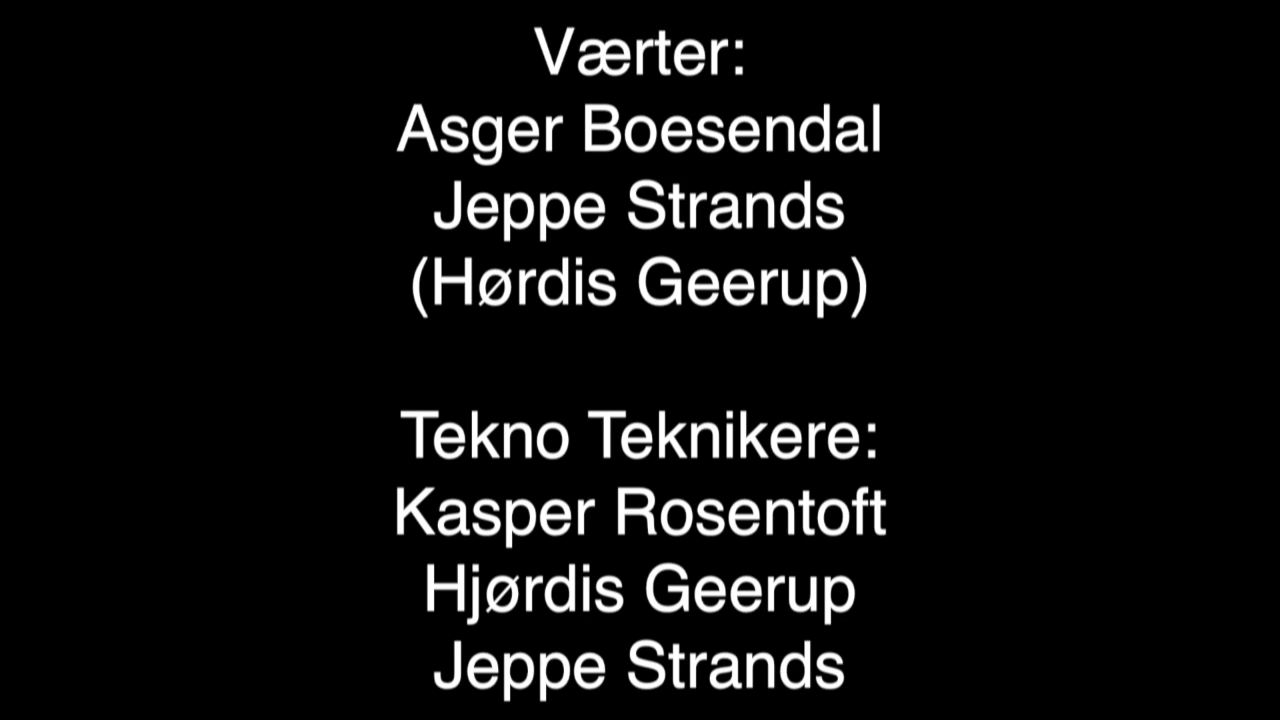 Værter:
Asger Boesendal
Jeppe Strands
(Hørdis Geerup)
Tekno Teknikere:
Kasper Rosentoft
Hjørdis Geerup
Jeppe Strands